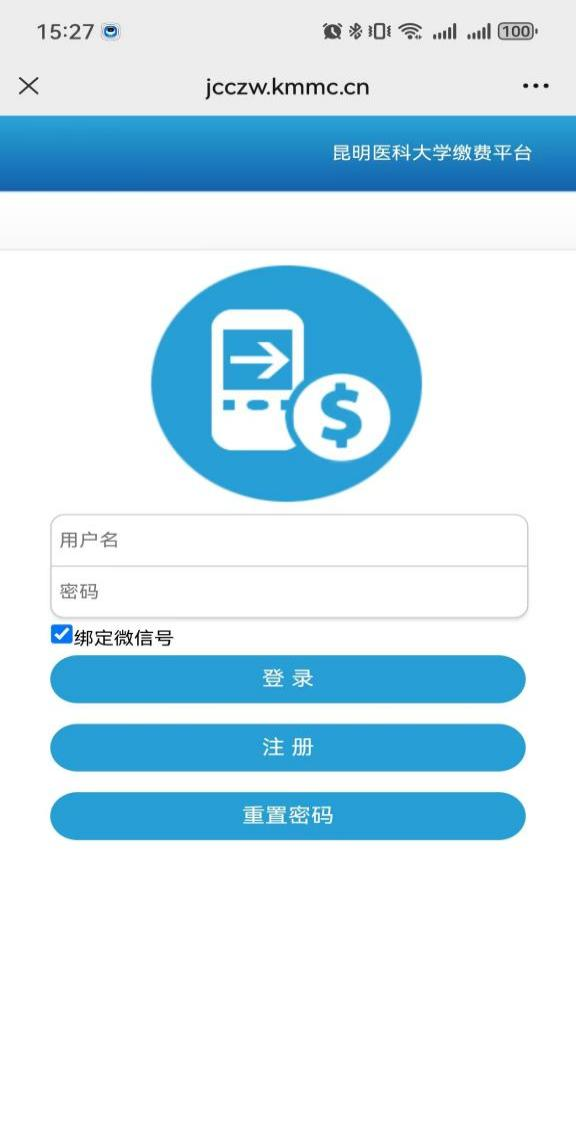 15:27
100
jcczw.kmmc.cn
昆明医科大学缴费平台
$
用户名
密码
绑定微信号
登 录
注 册
重置密码